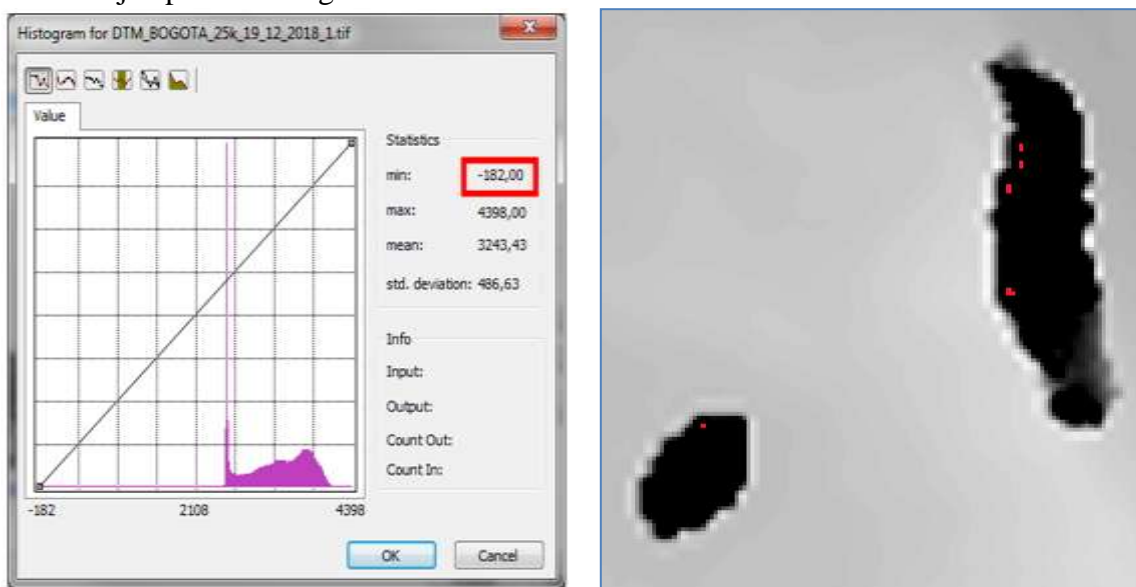 Histogram for DTM_BOGOTA_25k_19_12_2018_1.tif
Value
Statistics
min: -182,00
max: 4398,00
mean: 3243,43
std. deviation: 486,63
Info
Input:
Output:
Count Out:
Count In:
-182 2108 4398
OK Cancel